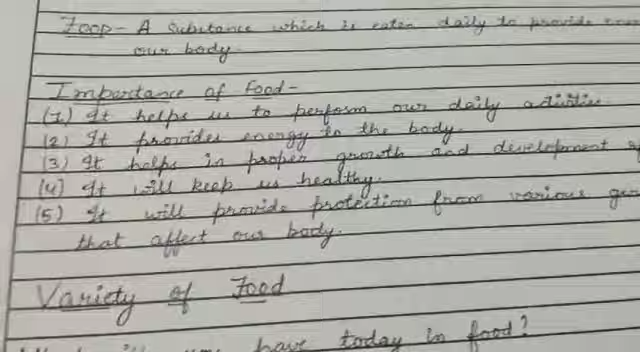 Food - A substance which is eaten daily to provide
our body.
Importance of food -
(1) It helps us to perform our daily activities.
(2) It provides energy to the body.
(3) It helps in proper growth and development of
(4) It will keep us healthy.
(5) It will provide protection from various
that affect our body.
Variety of Food
have today in food?